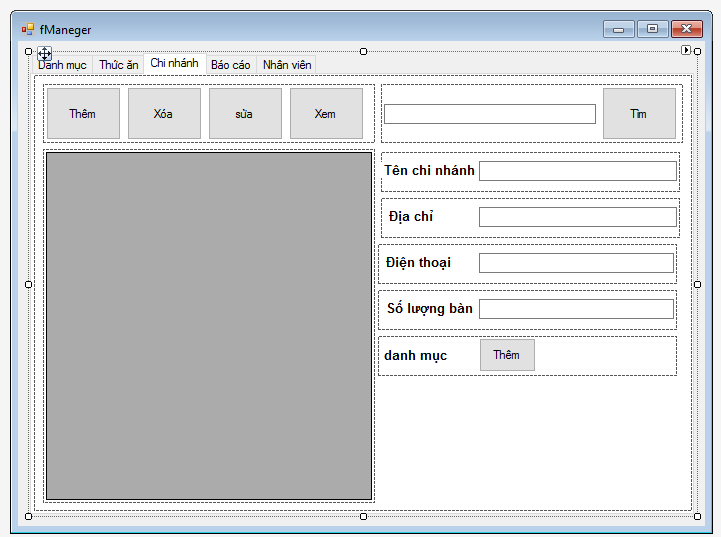 fManeger
Danh mục Thức ăn Chi nhánh Báo cáo Nhân viên
Thêm Xóa sửa Xem Tìm
Tên chi nhánh
Địa chỉ
Điện thoại
Số lượng bàn
danh mục Thêm